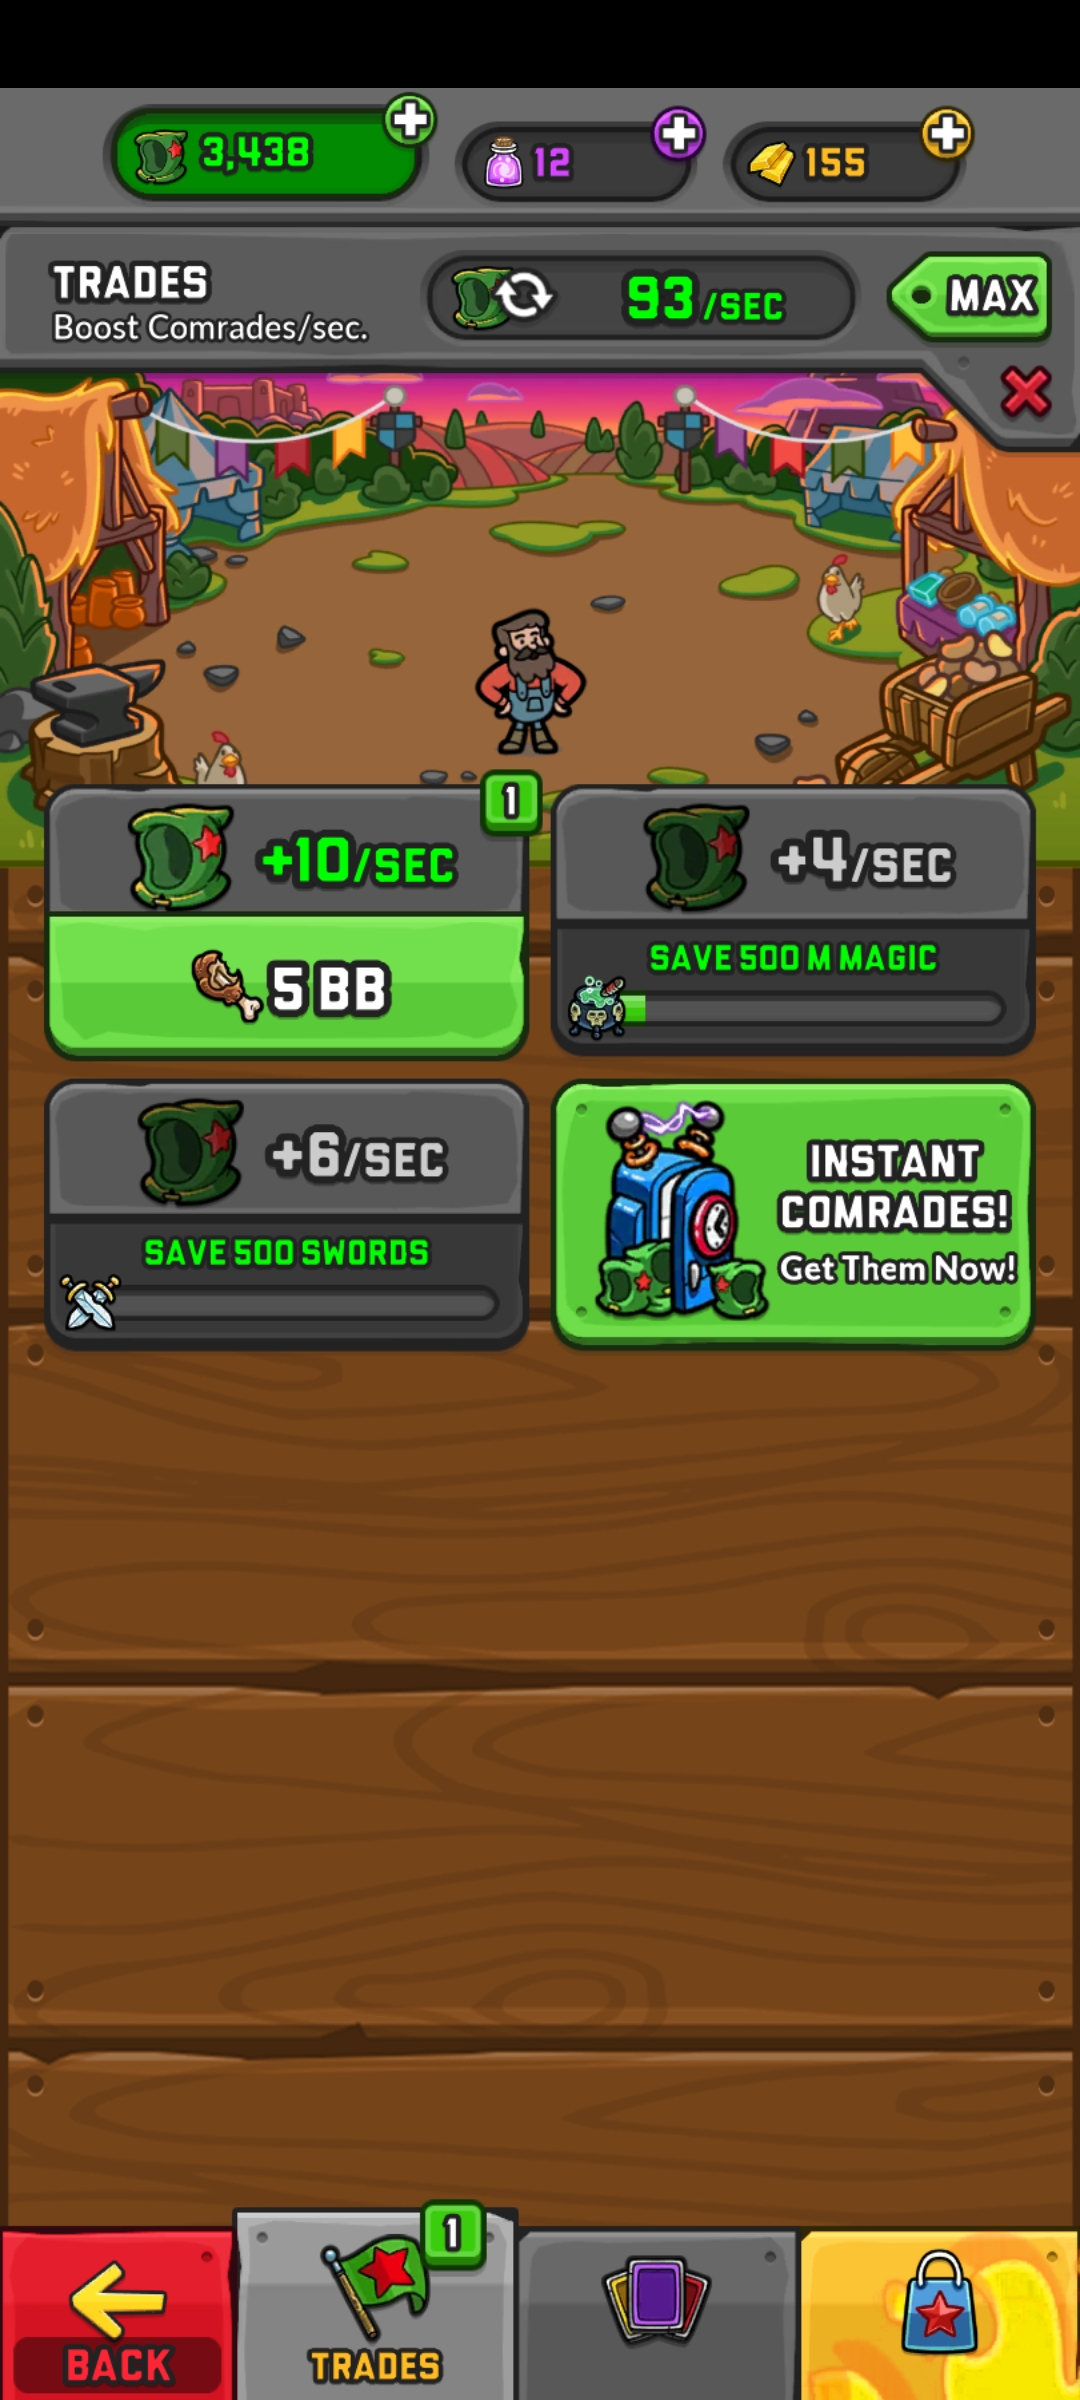 3,438
12
155
TRADES
Boost Comrades/sec.
93/SEC
MAX
1
+10/SEC
5 BB
+4/SEC
SAVE 500 M MAGIC
+6/SEC
SAVE 500 SWORDS
INSTANT
COMRADES!
Get Them Now!
BACK
1
TRADES